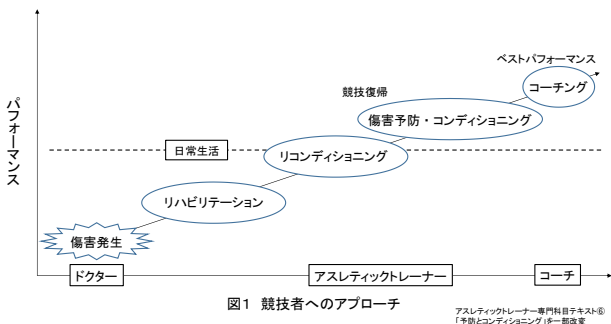 ベストパフォーマンス
コーチング
競技復帰
傷害予防・コンディショニング
パフォーマンス
日常生活
リコンディショニング
リハビリテーション
傷害発生
ドクター
アスレティックトレーナー
コーチ
図1 競技者へのアプローチ
アスレティックトレーナー専門科目テキスト⑥
「予防とコンディショニング」を一部改変